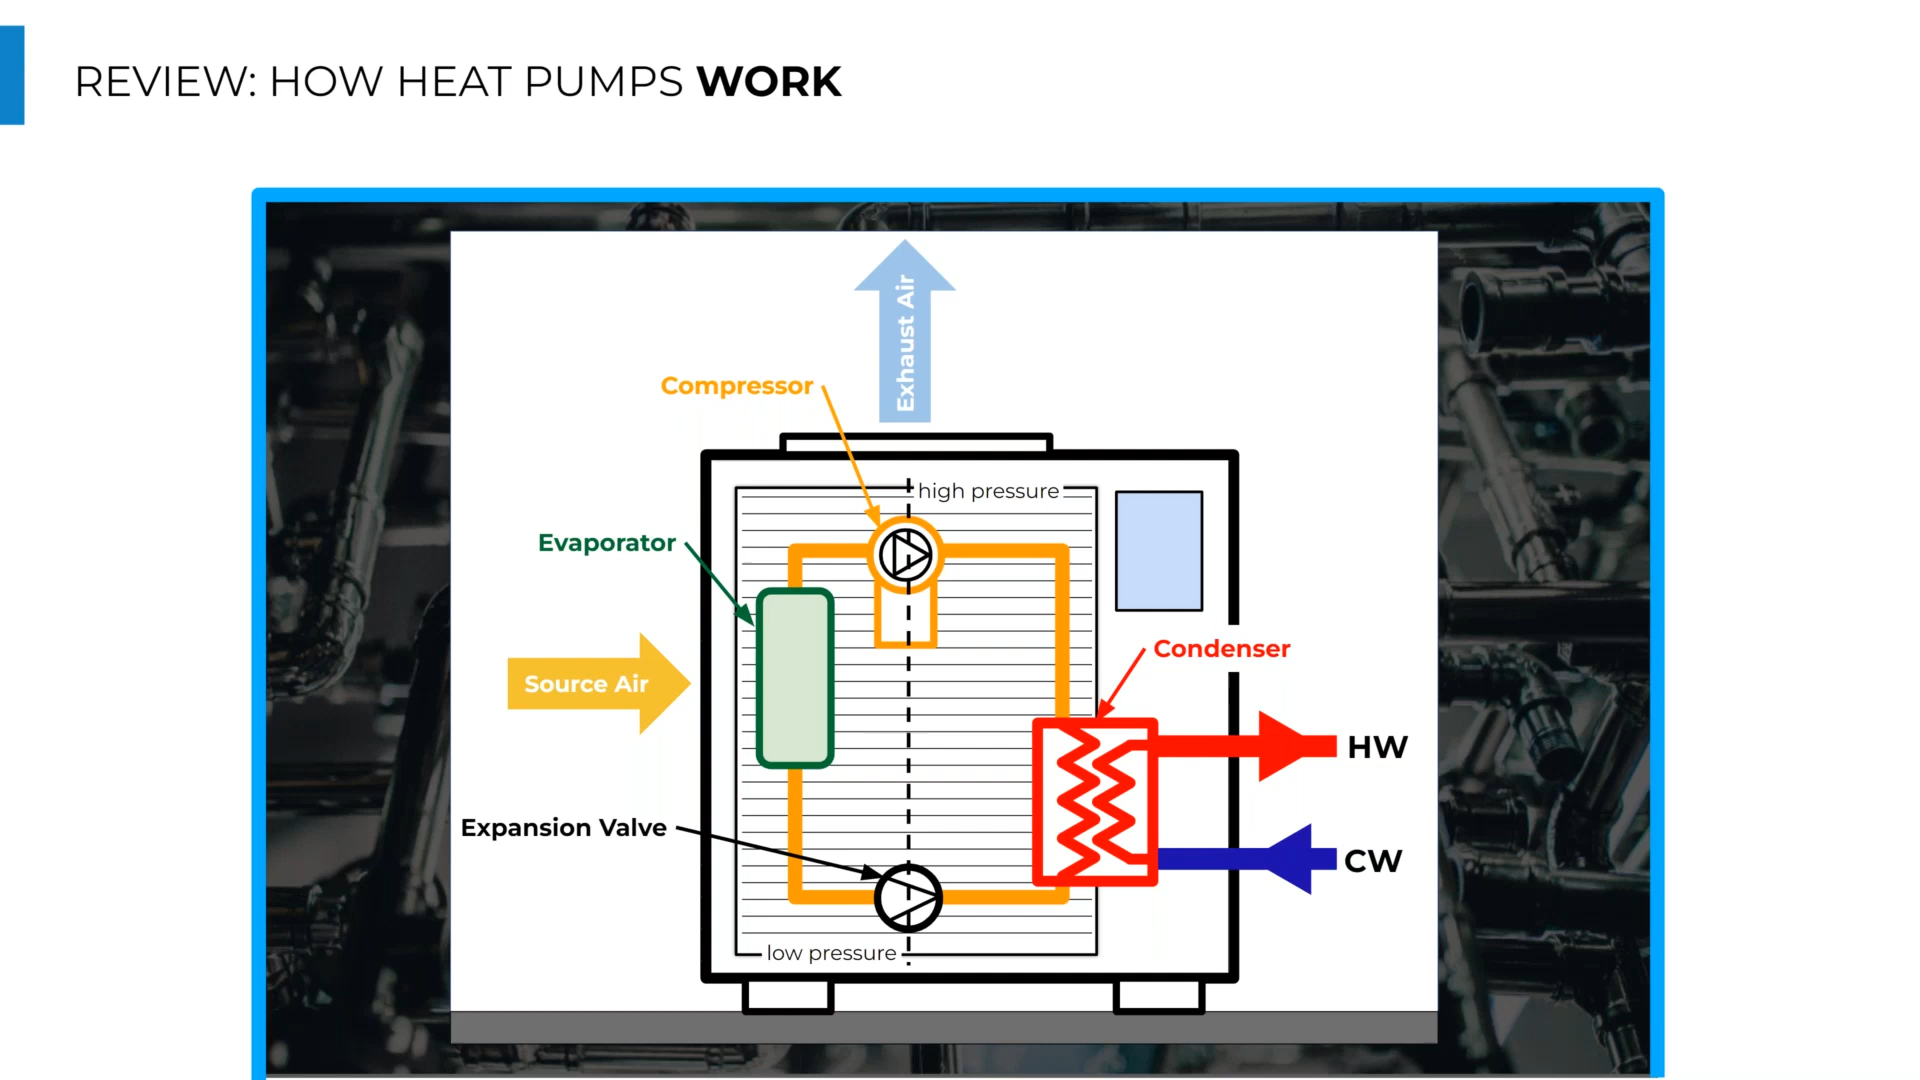 REVIEW: HOW HEAT PUMPS WORK
Exhaust Air
Compressor
high pressure
Evaporator
Condenser
Source Air
HW
Expansion Valve
CW
low pressure